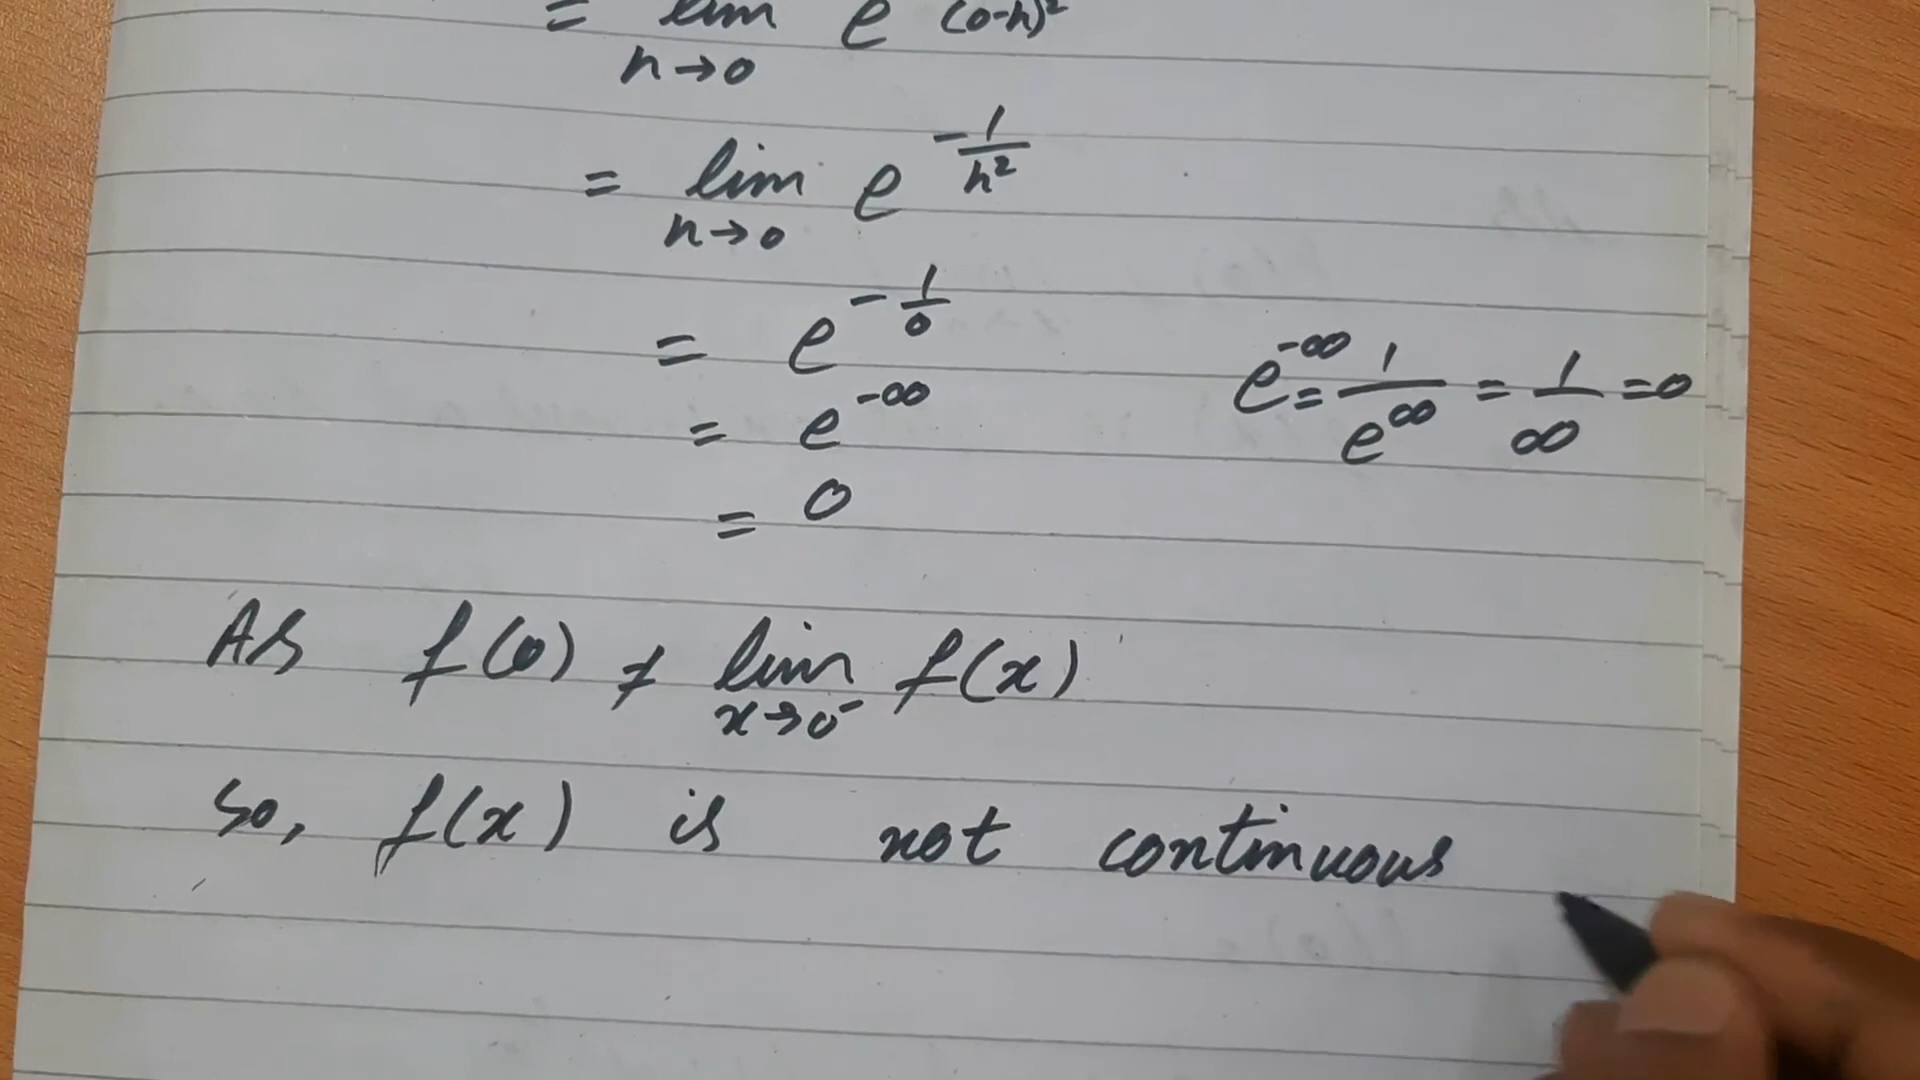 = lim e (0-h)²
h→0
= lim e -1/h²
h→0
= e -1/0
= e -∞
e -∞ = 1/e ∞ = 1/∞ = 0
= 0
As f(0) ≠ lim f(x)
x→0-
So, f(x) is not continuous